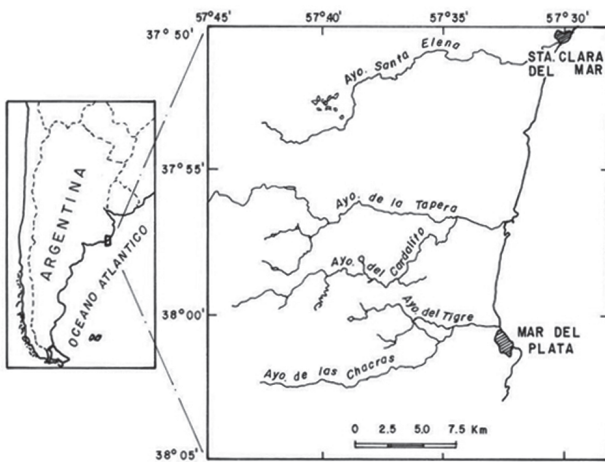 57°45' 57°40' 57°35' 57°30'
37°50'
STA. CLARA
DEL MAR
Ayo. Santa Elena
37°55'
Ayo. de la Tapera
Ayo. del Cardalito
38°00'
Ayo. del Tigre
MAR DEL
PLATA
Ayo. de las Chacras
0 2.5 5.0 7.5 Km
38°05'
ARGENTINA
OCEANO ATLANTICO